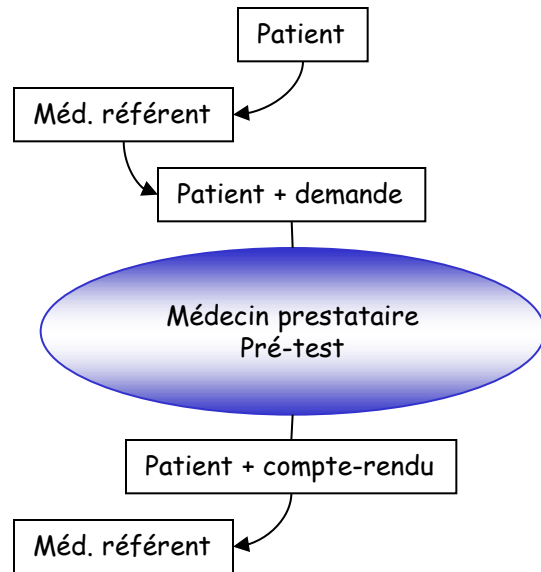 Patient
Méd. référent
Patient + demande
Médecin prestataire
Pré-test
Patient + compte-rendu
Méd. référent